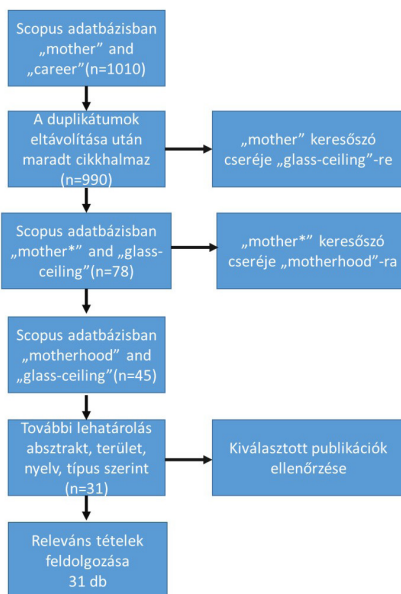 Scopus adatbázisban
„mother” and
„career”(n=1010)
A duplikátumok
eltávolítása után
maradt cikkhalmaz
(n=990)
„mother” keresőszó
cseréje „glass-ceiling”-re
Scopus adatbázisban
„mother*” and „glass-
ceiling”(n=78)
„mother*” keresőszó
cseréje „motherhood”-ra
Scopus adatbázisban
„motherhood” and
„glass-ceiling”(n=45)
További lehatárolás
absztrakt, terület,
nyelv, típus szerint
(n=31)
Kiválasztott publikációk
ellenőrzése
Releváns tételek
feldolgozása
31 db